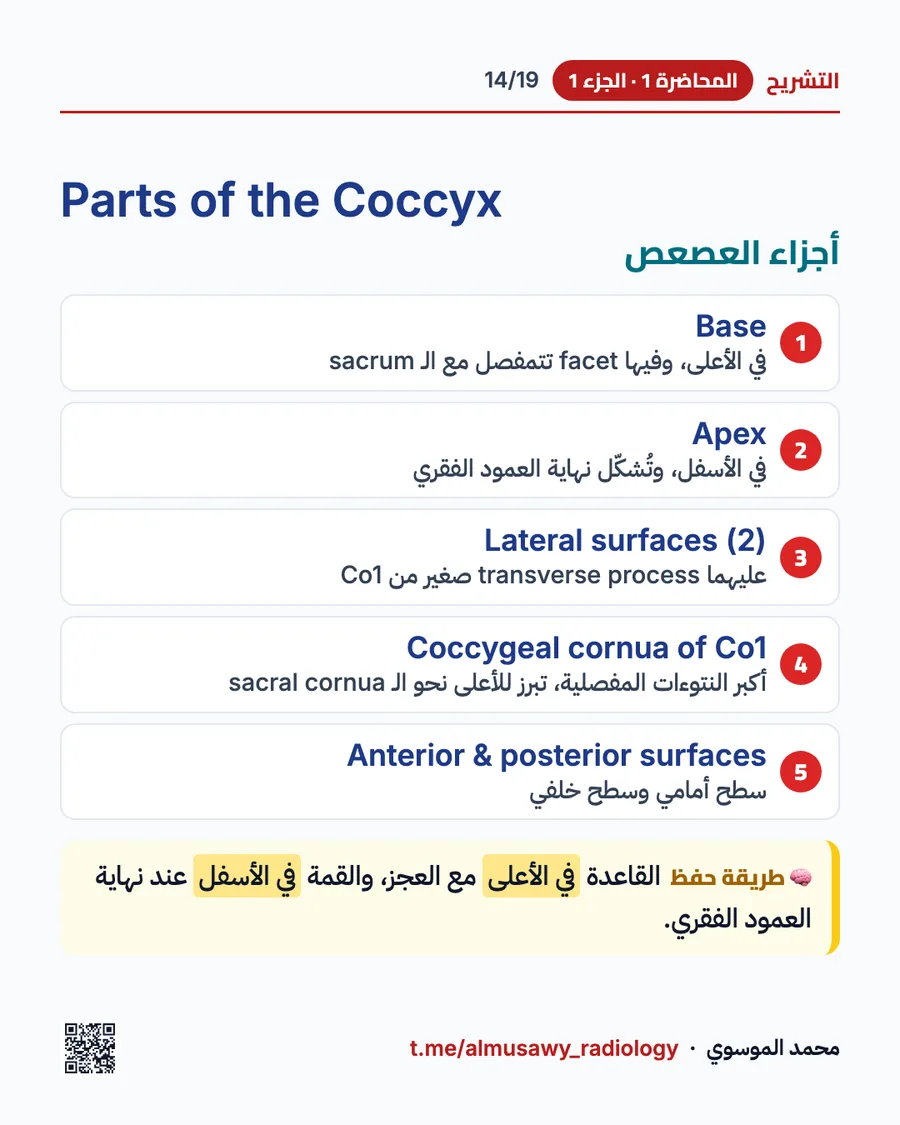 التشريح المحاضرة 1 · الجزء 1 14/19
Parts of the Coccyx
أجزاء العصعص
1
Base
في الأعلى، وفيها facet تتمفصل مع الـ sacrum
2
Apex
في الأسفل، وتُشكّل نهاية العمود الفقري
3
Lateral surfaces (2)
عليهما transverse process صغير من Co1
4
Coccygeal cornua of Co1
أكبر النتوءات المفصلية، تبرز للأعلى نحو الـ sacral cornua
5
Anterior & posterior surfaces
سطح أمامي وسطح خلفي
🧠 طريقة حفظ القاعدة في الأعلى مع العجز، والقمة في الأسفل عند نهاية
العمود الفقري.
محمد الموسوي · t.me/almusawy_radiology